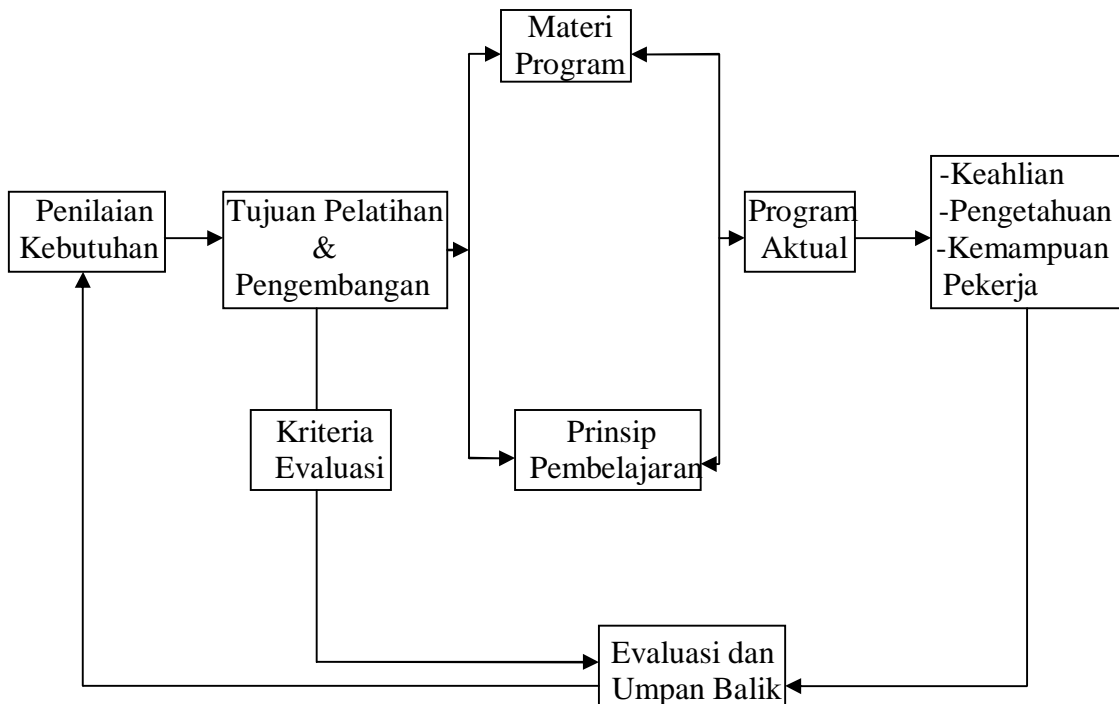 Materi
Program
Penilaian
Kebutuhan
Tujuan Pelatihan
&
Pengembangan
Program
Aktual
-Keahlian
-Pengetahuan
-Kemampuan
Pekerja
Kriteria
Evaluasi
Prinsip
Pembelajaran
Evaluasi dan
Umpan Balik